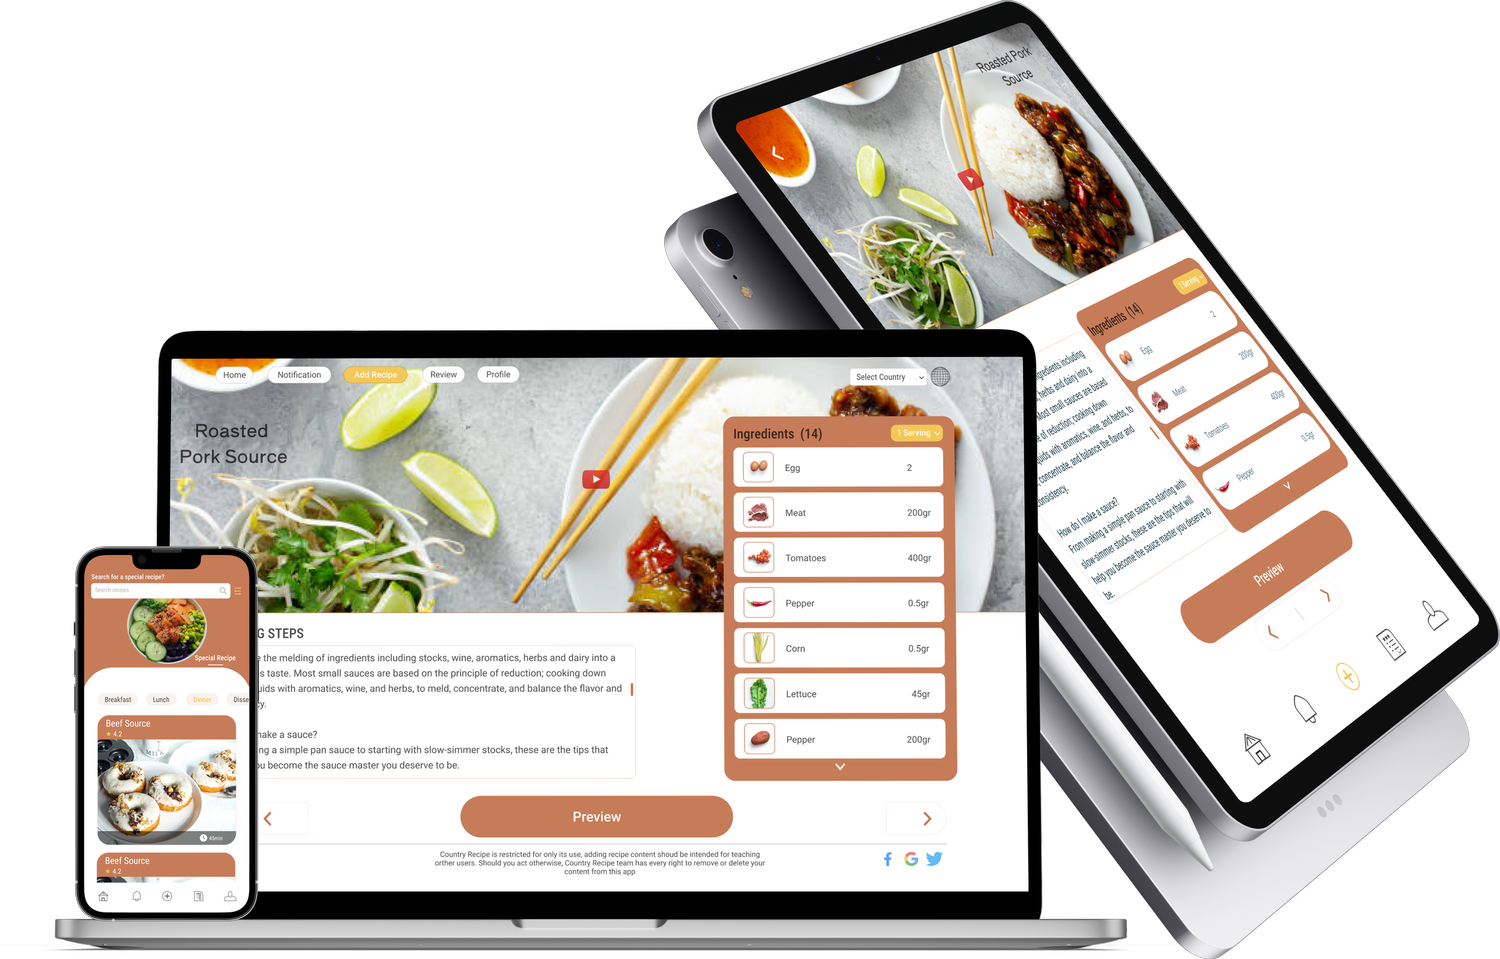 Roasted Pork
Source
Ingredients (14)
1 Serving
Egg
2
Meat
200gr
Tomatoes
400gr
Pepper
0.5gr
ngredients including
, herbs and dairy into a
Most small sauces are based
e of reduction; cooking down
quids with aromatics, wine, and herbs, to
, concentrate, and balance the flavor and
onsistency.
How do I make a sauce?
From making a simple pan sauce to starting with
slow-simmer stocks, these are the tips that will
help you become the sauce master you deserve to
be.
Preview
Home
Notification
Add Recipe
Review
Profile
Select Country
Roasted
Pork Source
Ingredients (14)
1 Serving
Egg
2
Meat
200gr
Tomatoes
400gr
Pepper
0.5gr
Corn
0.5gr
Lettuce
45gr
Pepper
200gr
G STEPS
e the melding of ingredients including stocks, wine, aromatics, herbs and dairy into a
s taste. Most small sauces are based on the principle of reduction; cooking down
uids with aromatics, wine, and herbs, to meld, concentrate, and balance the flavor and
cy.
nake a sauce?
ing a simple pan sauce to starting with slow-simmer stocks, these are the tips that
ou become the sauce master you deserve to be.
Preview
Country Recipe is restricted for only its use, adding recipe content shoud be intended for teaching
orther users. Should you act otherwise, Country Recipe team has every right to remove or delete your
content from this app
Search for a special recipe?
Search recipes
Special Recipe
Breakfast
Lunch
Dinner
Disse
Beef Source
4.2
45min
Beef Source
4.2